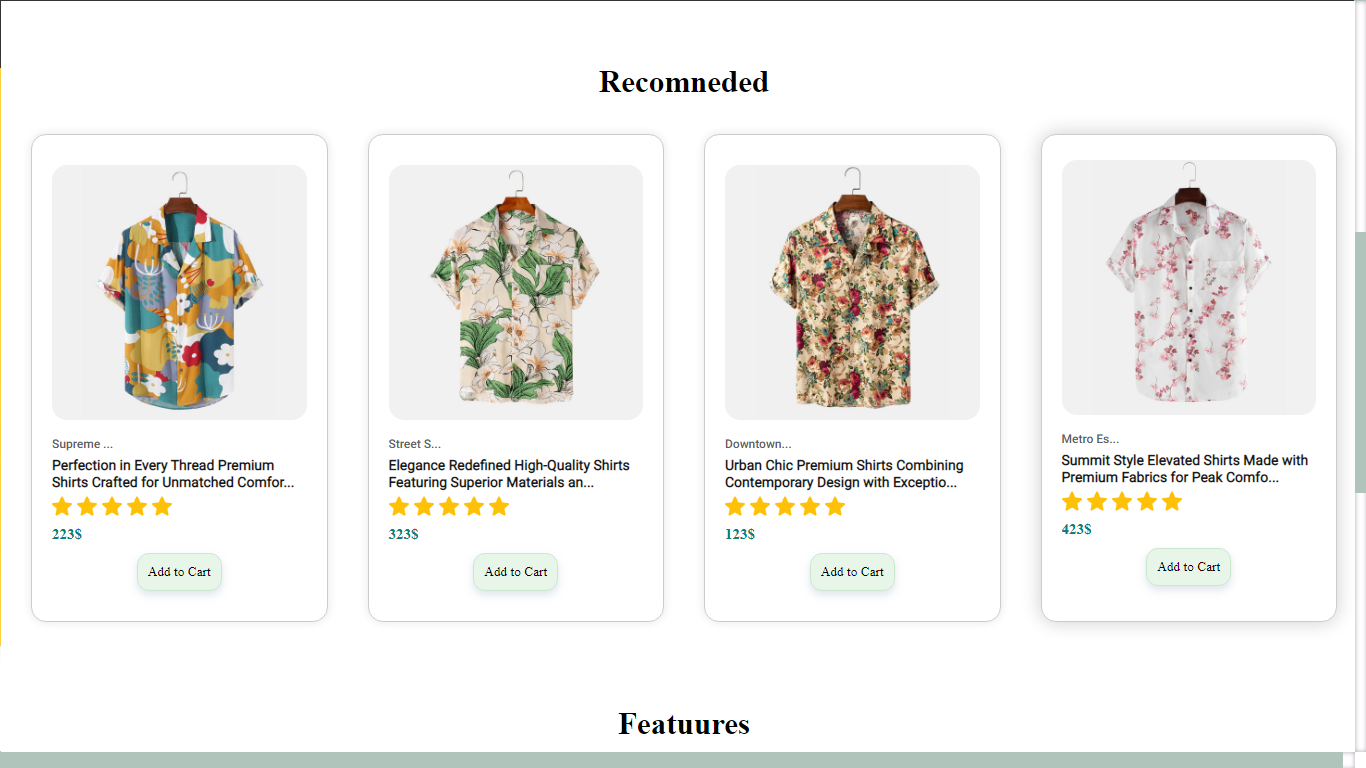 Recomneded
Supreme ...
Perfection in Every Thread Premium
Shirts Crafted for Unmatched Comfor...
223$
Add to Cart
Street S...
Elegance Redefined High-Quality Shirts
Featuring Superior Materials an...
323$
Add to Cart
Downtown...
Urban Chic Premium Shirts Combining
Contemporary Design with Exceptio...
123$
Add to Cart
Metro Es...
Summit Style Elevated Shirts Made with
Premium Fabrics for Peak Comfo...
423$
Add to Cart
Featuures